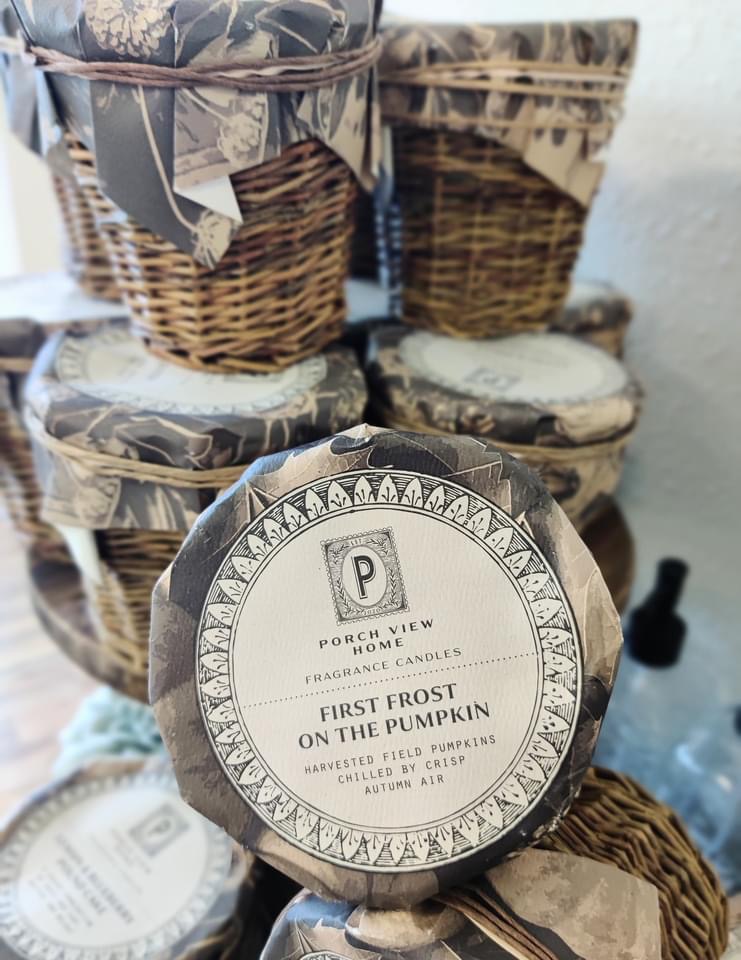 P
PORCH VIEW
HOME
FRAGRANCE CANDLES
FIRST FROST
ON THE PUMPKIN
HARVESTED FIELD PUMPKINS
CHILLED BY CRISP
AUTUMN AIR
P